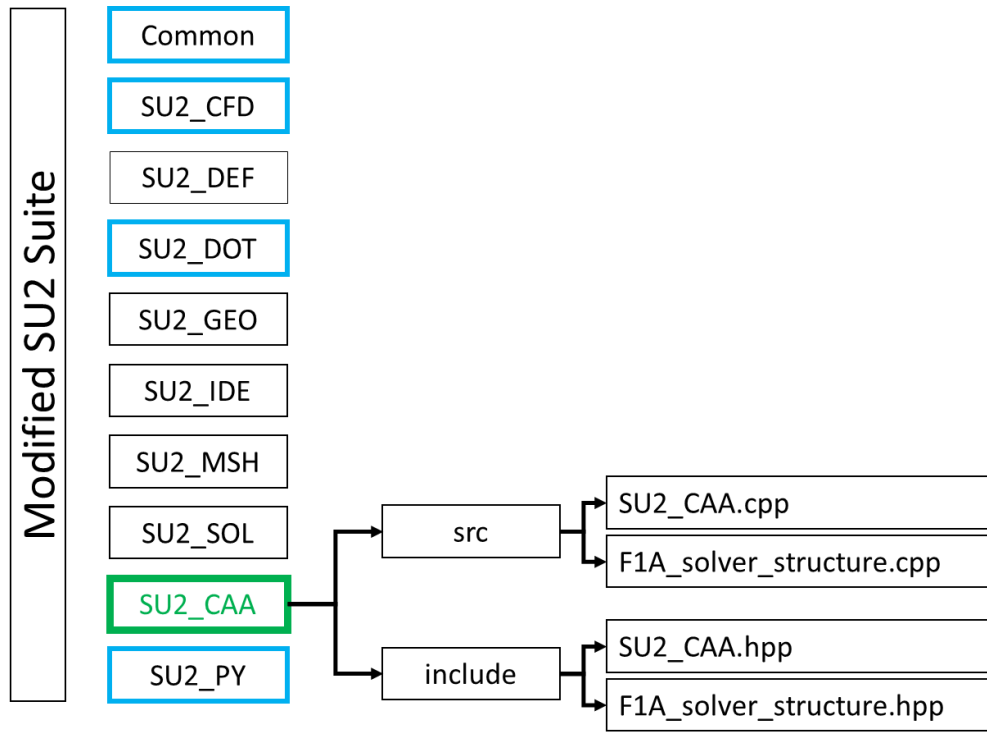 Modified SU2 Suite
Common
SU2_CFD
SU2_DEF
SU2_DOT
SU2_GEO
SU2_IDE
SU2_MSH
SU2_SOL
SU2_CAA
SU2_PY
src
include
SU2_CAA.cpp
F1A_solver_structure.cpp
SU2_CAA.hpp
F1A_solver_structure.hpp